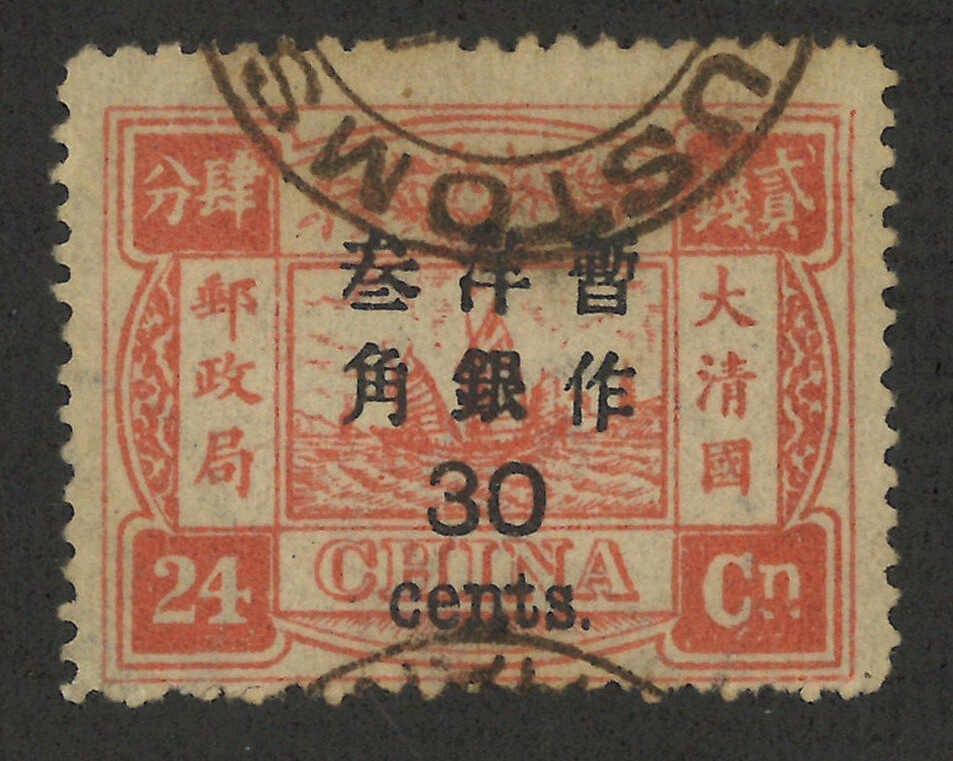 USTOMS
貳錢
肆分
大清國
郵政局
暫作
洋銀
叁角
30
cents.
CHINA
24
Cn